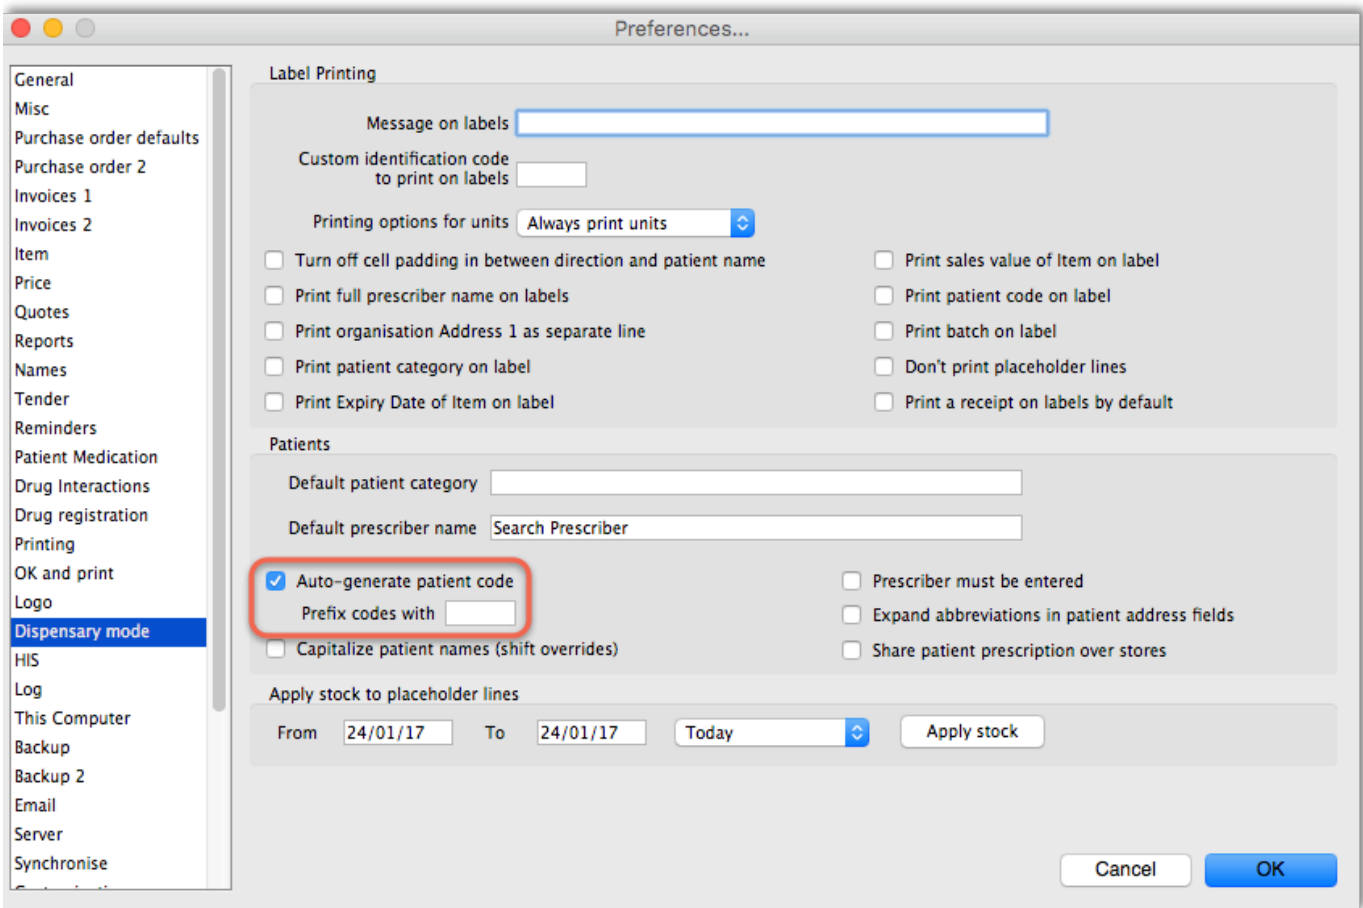 Preferences...
General
Misc
Purchase order defaults
Purchase order 2
Invoices 1
Invoices 2
Item
Price
Quotes
Reports
Names
Tender
Reminders
Patient Medication
Drug Interactions
Drug registration
Printing
OK and print
Logo
Dispensary mode
HIS
Log
This Computer
Backup
Backup 2
Email
Server
Synchronise
Label Printing
Message on labels
Custom identification code
to print on labels
Printing options for units Always print units
Turn off cell padding in between direction and patient name
Print full prescriber name on labels
Print organisation Address 1 as separate line
Print patient category on label
Print Expiry Date of Item on label
Print sales value of Item on label
Print patient code on label
Print batch on label
Don't print placeholder lines
Print a receipt on labels by default
Patients
Default patient category
Default prescriber name Search Prescriber
Auto-generate patient code
Prefix codes with
Capitalize patient names (shift overrides)
Prescriber must be entered
Expand abbreviations in patient address fields
Share patient prescription over stores
Apply stock to placeholder lines
From 24/01/17 To 24/01/17 Today Apply stock
Cancel OK